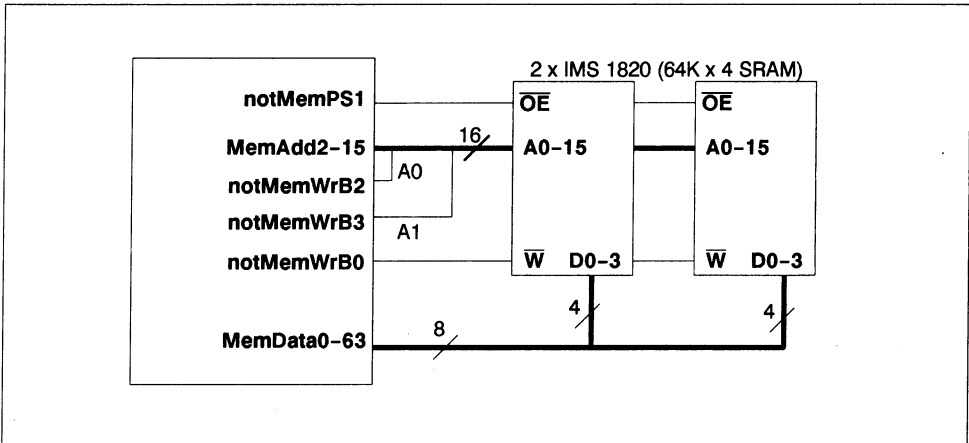 2 x IMS 1820 (64K x 4 SRAM)
notMemPS1
OE
OE
MemAdd2-15
16
A0-15
A0-15
A0
notMemWrB2
notMemWrB3
A1
notMemWrB0
W D0-3
W D0-3
4
4
MemData0-63
8